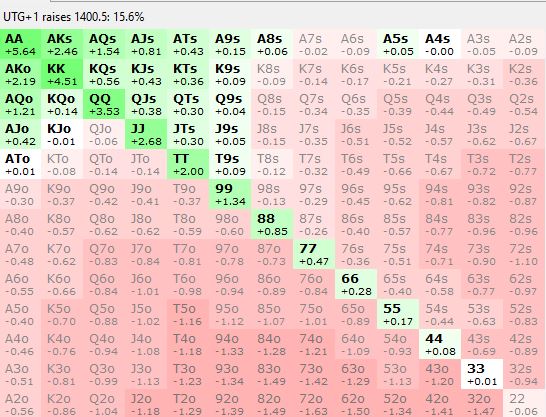 UTG+1 raises 1400.5: 15.6%
AA AKs AQs AJs ATs A9s A8s A7s A6s A5s A4s A3s A2s
+5.64 +2.46 +1.54 +0.81 +0.43 +0.15 +0.06 -0.02 -0.09 +0.05 -0.00 -0.05 -0.09
AKo KK KQs KJs KTs K9s K8s K7s K6s K5s K4s K3s K2s
+2.19 +4.51 +0.56 +0.43 +0.36 +0.09 -0.09 -0.14 -0.17 -0.21 -0.27 -0.31 -0.36
AQo KQo QQ QJs QTs Q9s Q8s Q7s Q6s Q5s Q4s Q3s Q2s
+1.21 +0.14 +3.53 +0.38 +0.30 +0.04 -0.15 -0.34 -0.35 -0.39 -0.44 -0.49 -0.54
AJo KJo QJo JJ JTs J9s J8s J7s J6s J5s J4s J3s J2s
+0.42 -0.01 -0.06 +2.68 +0.30 +0.05 -0.15 -0.35 -0.51 -0.52 -0.57 -0.62 -0.67
ATo KTo QTo JTo TT T9s T8s T7s T6s T5s T4s T3s T2s
+0.01 -0.08 -0.14 -0.14 +2.00 +0.09 -0.12 -0.32 -0.49 -0.66 -0.67 -0.72 -0.77
A9o K9o Q9o J9o T9o 99 98s 97s 96s 95s 94s 93s 92s
-0.30 -0.37 -0.42 -0.41 -0.37 +1.34 -0.13 -0.29 -0.45 -0.62 -0.81 -0.82 -0.87
A8o K8o Q8o J8o T8o 98o 88 87s 86s 85s 84s 83s 82s
-0.40 -0.58 -0.62 -0.62 -0.59 -0.60 +0.85 -0.26 -0.40 -0.57 -0.77 -0.96 -0.96
A7o K7o Q7o J7o T7o 97o 87o 77 76s 75s 74s 73s 72s
-0.48 -0.62 -0.83 -0.84 -0.81 -0.78 -0.73 +0.47 -0.36 -0.51 -0.71 -0.90 -1.10
A6o K6o Q6o J6o T6o 96o 86o 76o 66 65s 64s 63s 62s
-0.55 -0.66 -0.84 -1.01 -0.98 -0.94 -0.89 -0.84 +0.28 -0.40 -0.58 -0.77 -0.97
A5o K5o Q5o J5o T5o 95o 85o 75o 65o 55 54s 53s 52s
-0.40 -0.70 -0.88 -1.02 -1.16 -1.12 -1.07 -1.01 -0.89 +0.17 -0.44 -0.63 -0.83
A4o K4o Q4o J4o T4o 94o 84o 74o 64o 54o 44 43s 42s
-0.46 -0.76 -0.94 -1.08 -1.18 -1.33 -1.28 -1.21 -1.09 -0.93 +0.08 -0.69 -0.89
A3o K3o Q3o J3o T3o 93o 83o 73o 63o 53o 43o 33 32s
-0.51 -0.81 -0.99 -1.13 -1.23 -1.34 -1.49 -1.42 -1.29 -1.13 -1.20 +0.01 -0.94
A2o K2o Q2o J2o T2o 92o 82o 72o 62o 52o 42o 32o 22
-0.56 -0.86 -1.04 -1.18 -1.29 -1.39 -1.49 -1.63 -1.50 -1.34 -1.41 -1.47 -0.06